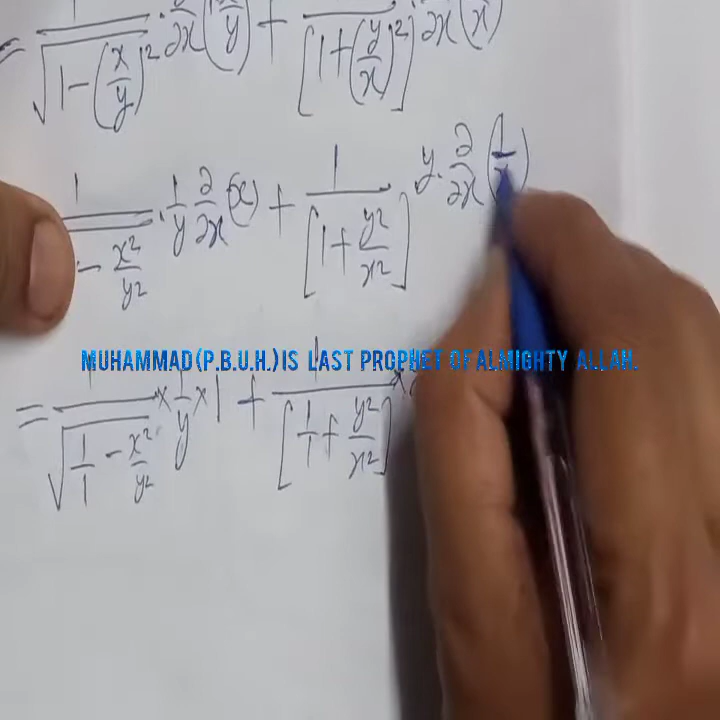 = 1/√(1-(x/y)²) · ∂/∂x (x/y) + 1/[1+(y/x)²] · ∂/∂x (y/x)
1/ - x²/y² · 1/y ∂/∂x (x) + 1/[1+y²/x²] · y · ∂/∂x (1/x)
MUHAMMAD(P.B.U.H.)IS LAST PROPHET OF ALMIGHTY ALLAH.
= 1/√(1/1 - x²/y²) × 1/y × 1 + 1/[1/1 + y²/x²] ×